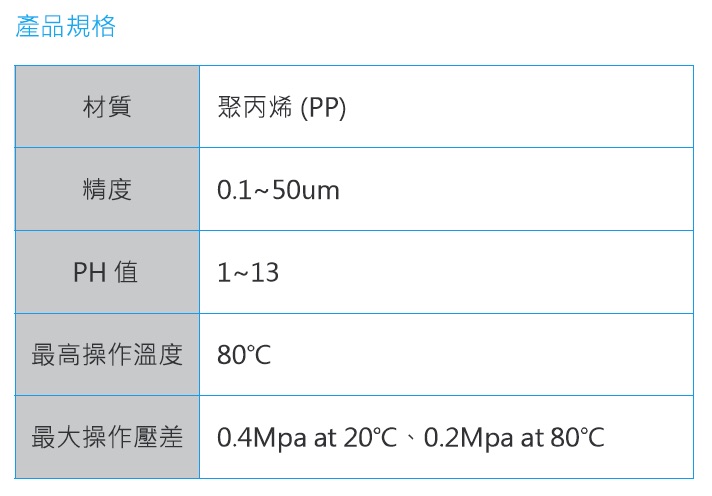 產品規格
材質 聚丙烯 (PP)
精度 0.1~50um
PH 值 1~13
最高操作溫度 80℃
最大操作壓差 0.4Mpa at 20℃、0.2Mpa at 80℃